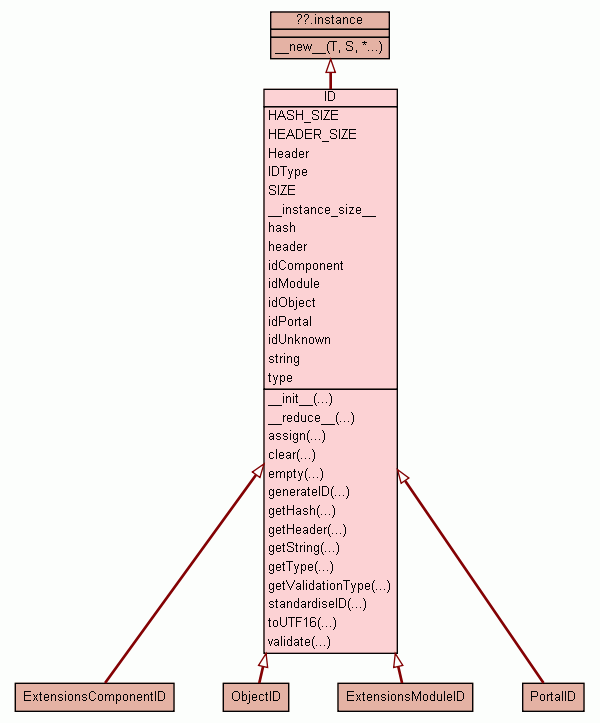 ??.instance
__new__(T, S, *...)
ID
HASH_SIZE
HEADER_SIZE
Header
IDType
SIZE
__instance_size__
hash
header
idComponent
idModule
idObject
idPortal
idUnknown
string
type
__init__(...)
__reduce__(...)
assign(...)
clear(...)
empty(...)
generateID(...)
getHash(...)
getHeader(...)
getString(...)
getType(...)
getValidationType(...)
standardiseID(...)
toUTF16(...)
validate(...)
ExtensionsComponentID
ObjectID
ExtensionsModuleID
PortalID